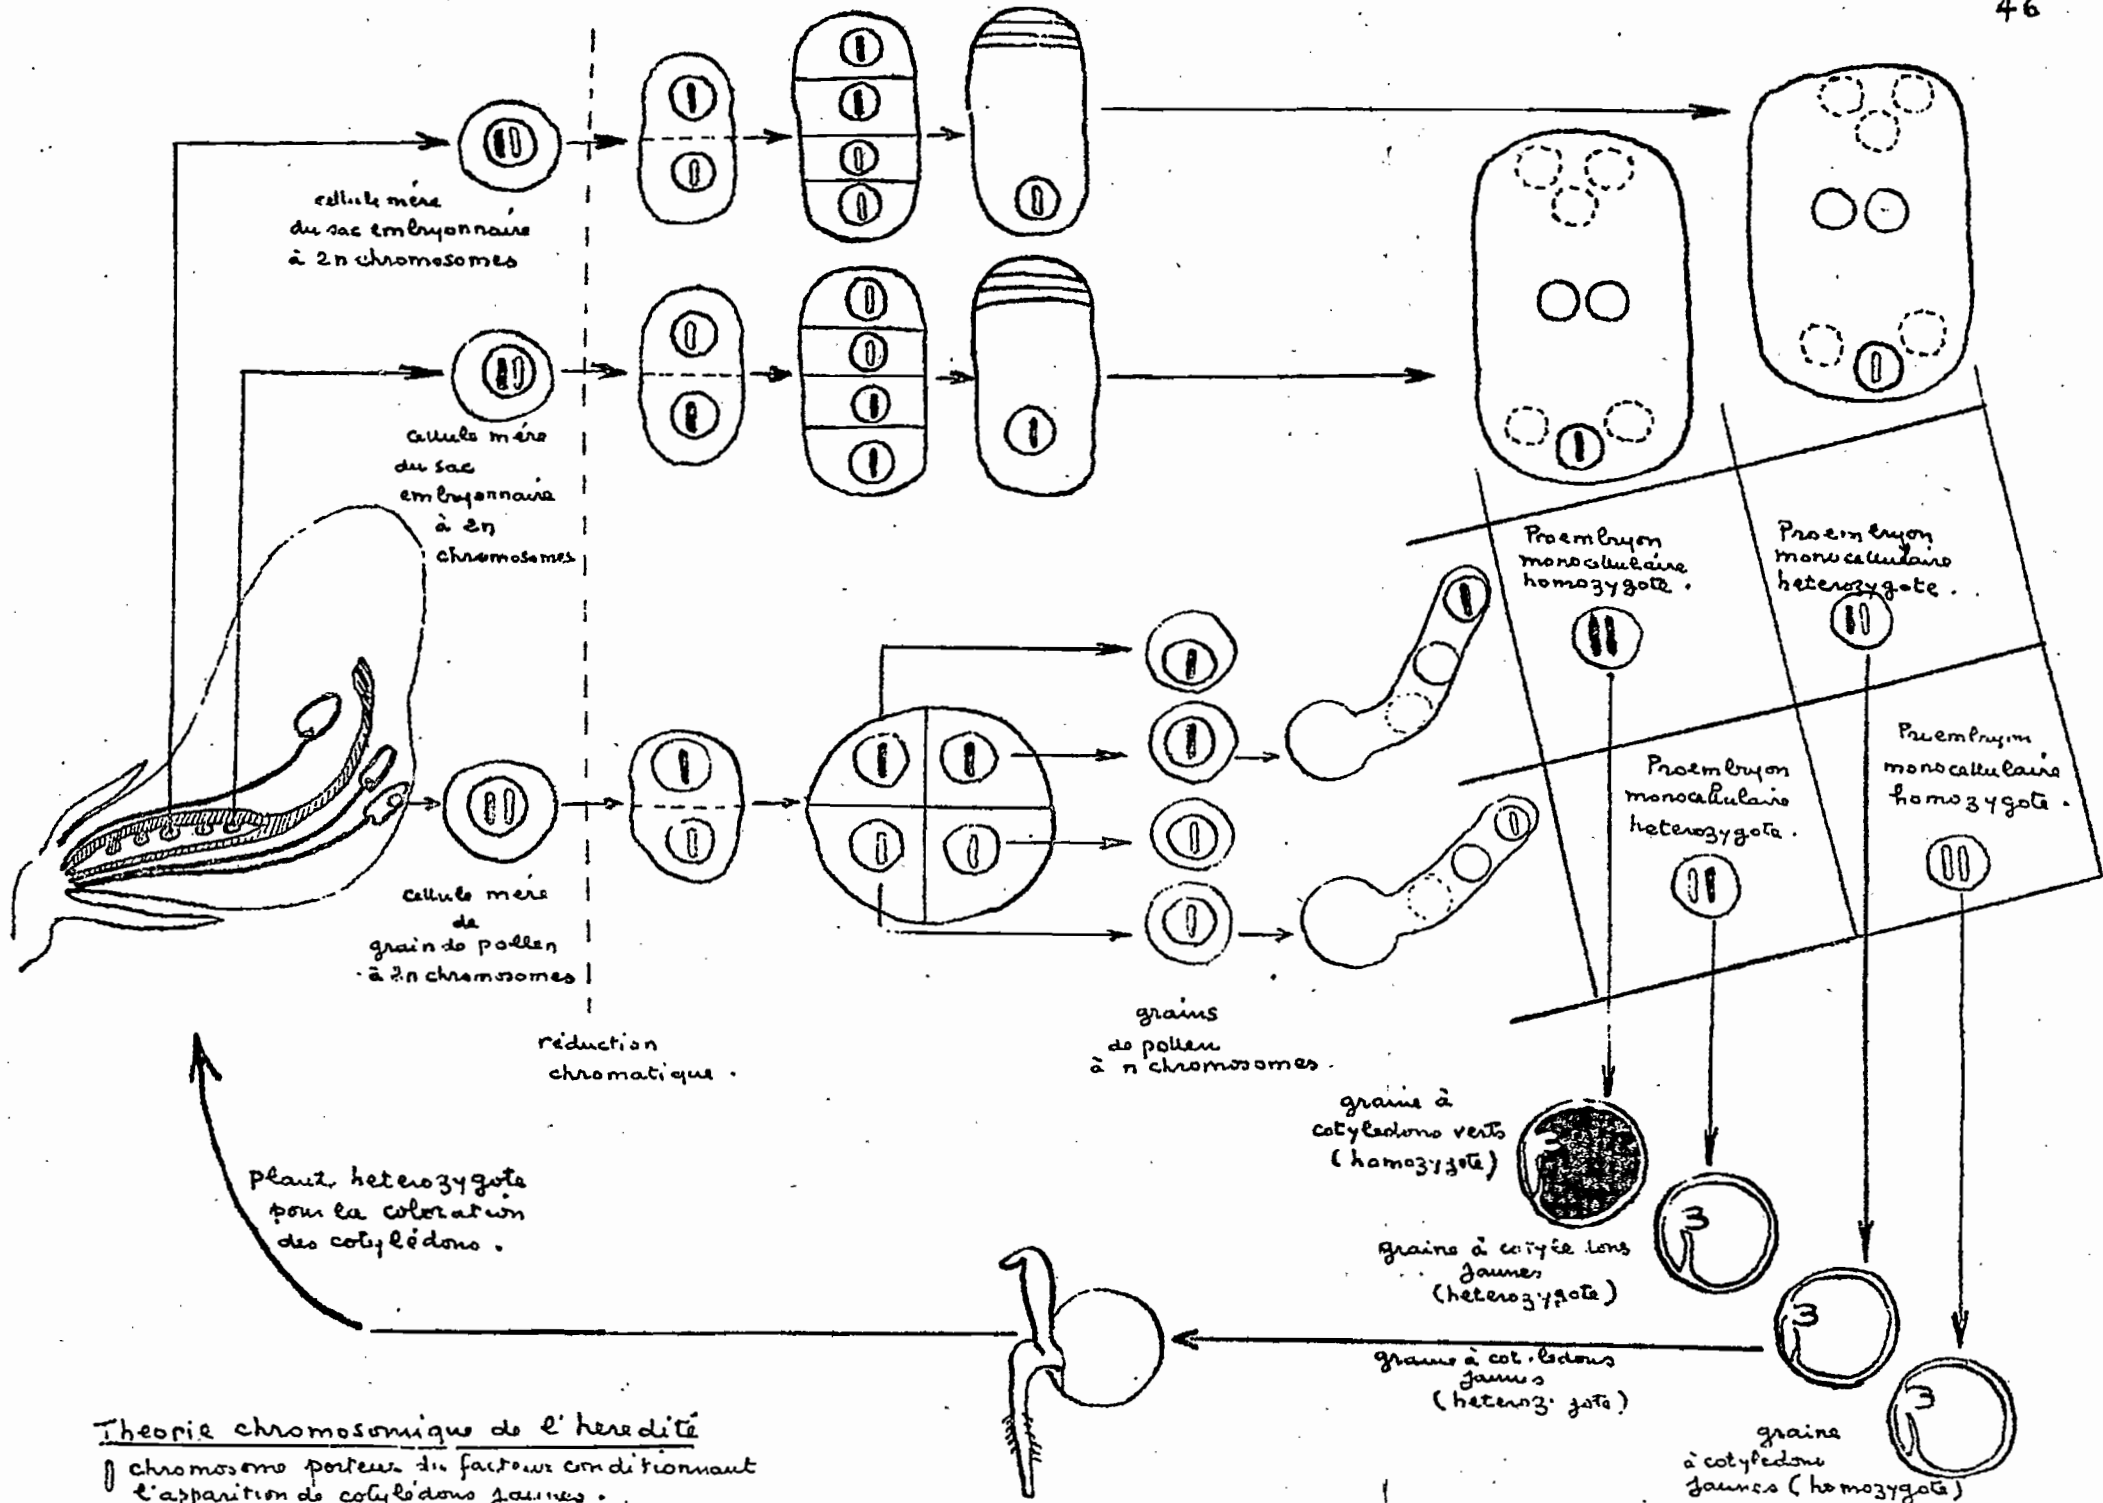 46
cellule mère
du sac embryonnaire
à 2n chromosomes
cellule mère
du sac
embryonnaire
à 2n
chromosomes
Proembryon
monocellulaire
homozygote.
Proembryon
monocellulaire
heterozygote.
Proembryon
monocellulaire
heterozygote.
Proembryon
monocellulaire
homozygote.
cellule mère
de
grain de pollen
à 2n chromosomes
réduction
chromatique.
grains
de pollen
à n chromosomes.
graine à
cotyledons verts
(homozygote)
graine à cotylédons
jaunes
(heterozygote)
graine à cotyledons
jaunes
(heterozygote)
graine
à cotyledons
jaunes (homozygote)
plante heterozygote
pour la coloration
des cotylédons.
Theorie chromosomique de l'heredité
chromosome porteur du facteur conditionnant
l'apparition de cotylédons jaunes.